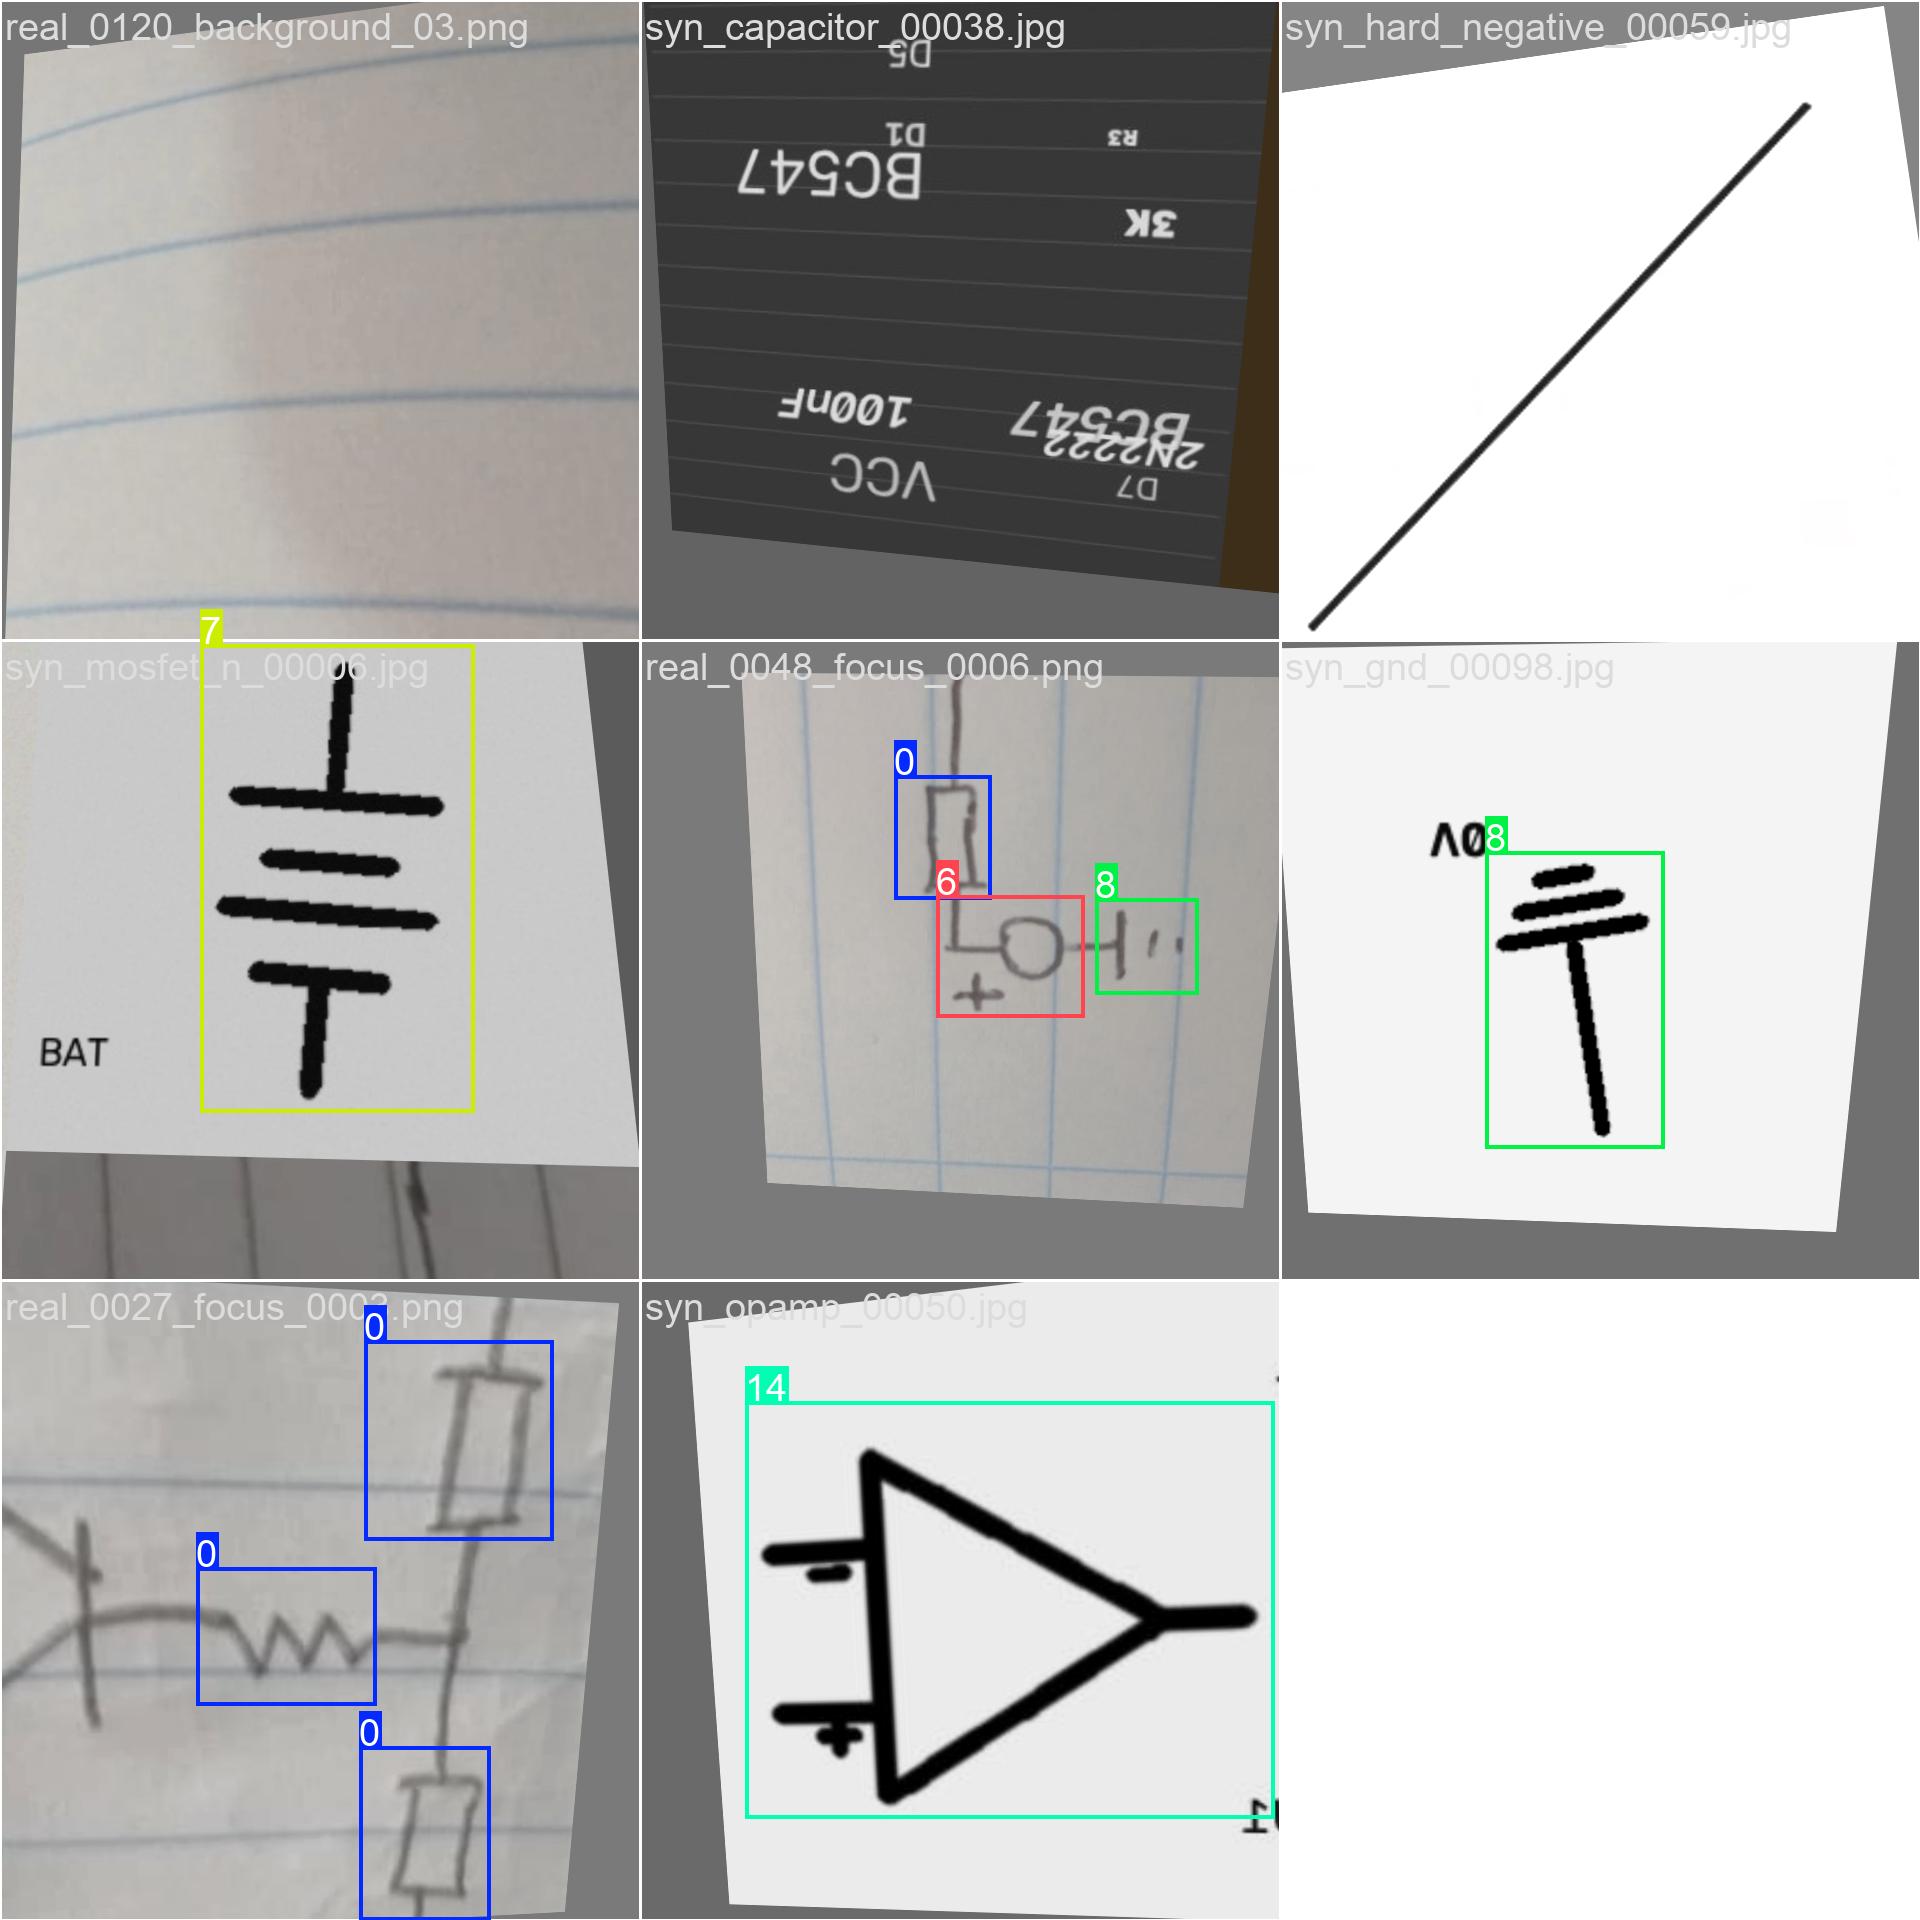 real_0120_background_03.png
syn_capacitor_00038.jpg
D5
D1
R3
BC547
3K
100nF
BC547
2N2222
VCC
D7
syn_hard_negative_00059.jpg
7
syn_mosfet_n_00006.jpg
BAT
real_0048_focus_0006.png
0
6
8
+
syn_gnd_00098.jpg
0V
8
real_0027_focus_0003.png
0
0
0
syn_opamp_00050.jpg
14
-
+